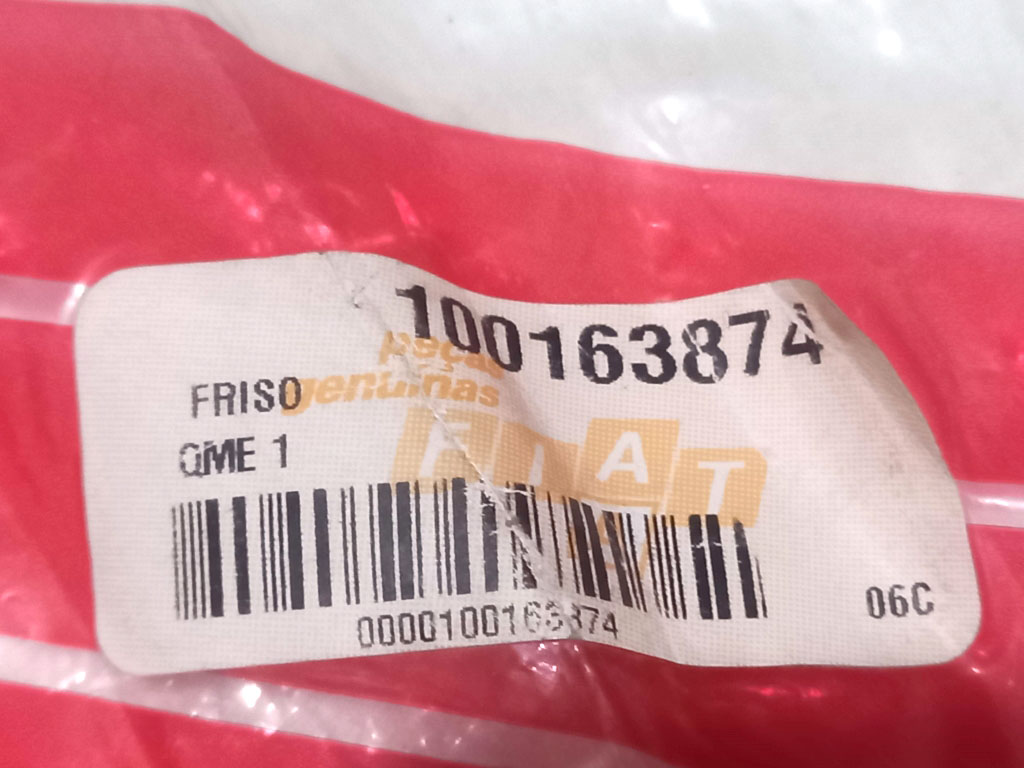 100163874
peças
genuínas
FRISO
FIAT
QME 1
0000100163874
06C